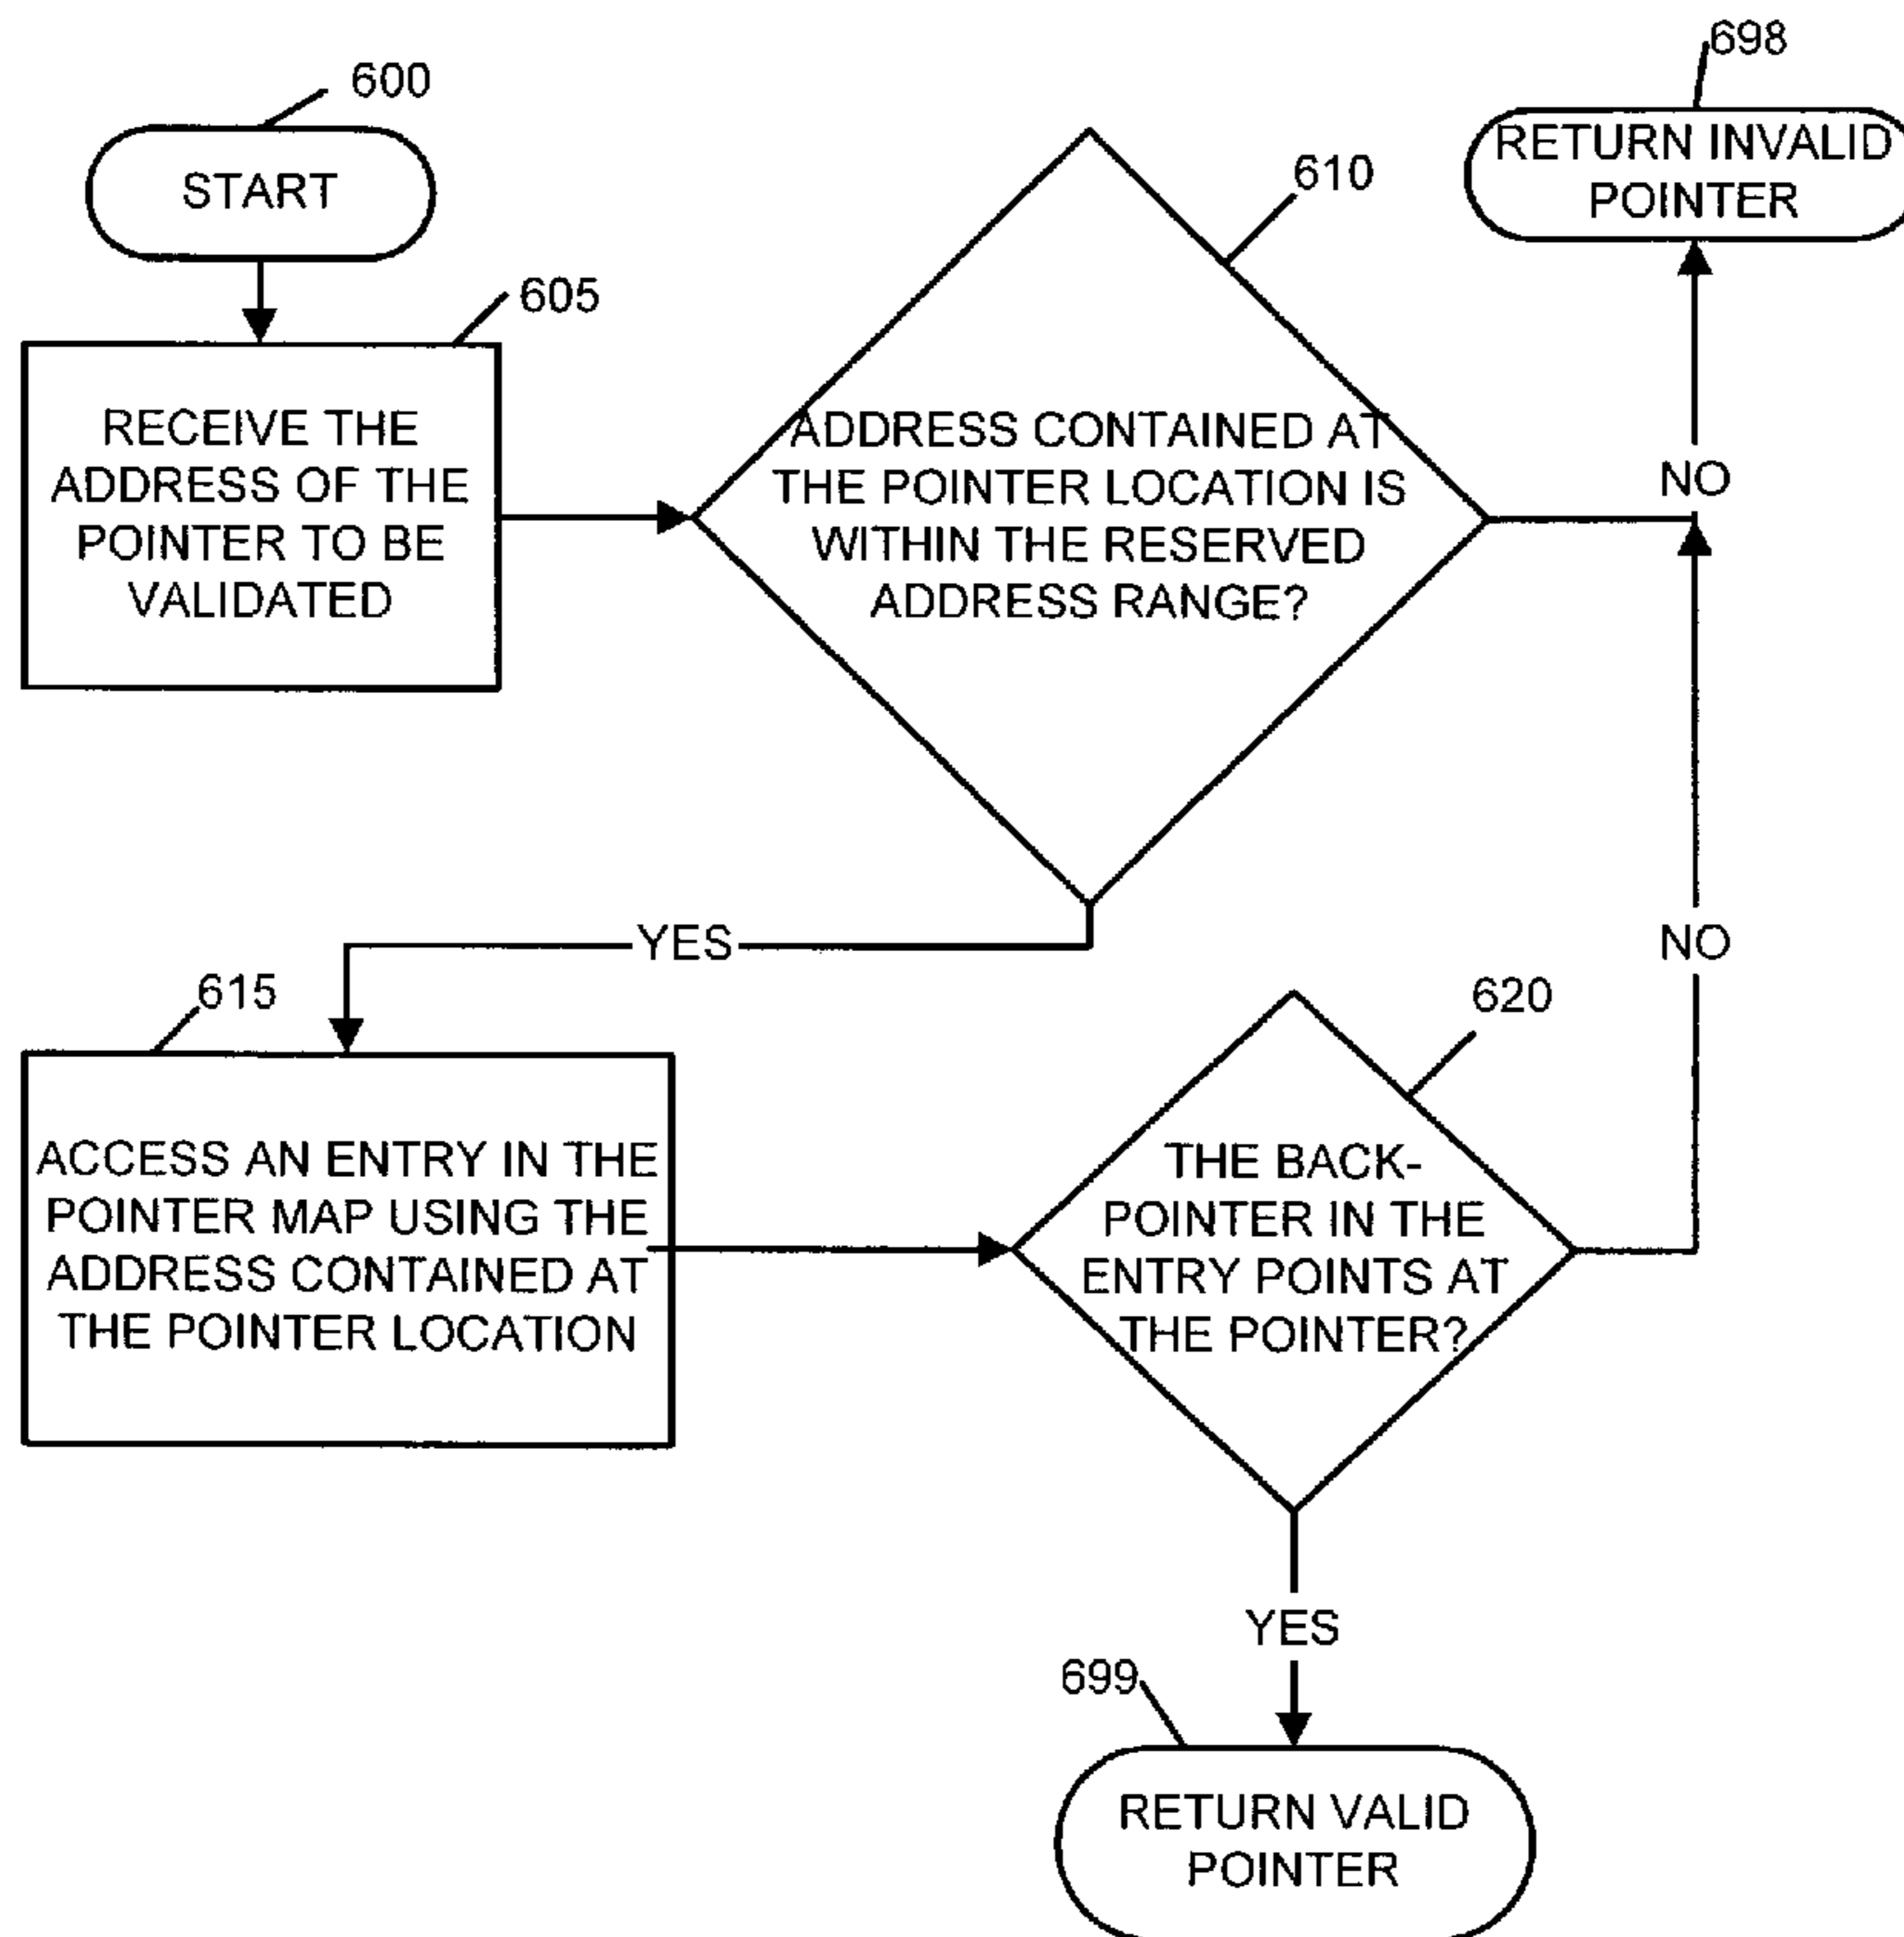 600
START
605
RECEIVE THE
ADDRESS OF THE
POINTER TO BE
VALIDATED
610
ADDRESS CONTAINED AT
THE POINTER LOCATION IS
WITHIN THE RESERVED
ADDRESS RANGE?
698
RETURN INVALID
POINTER
NO
YES
NO
615
ACCESS AN ENTRY IN THE
POINTER MAP USING THE
ADDRESS CONTAINED AT
THE POINTER LOCATION
620
THE BACK-
POINTER IN THE
ENTRY POINTS AT
THE POINTER?
YES
699
RETURN VALID
POINTER